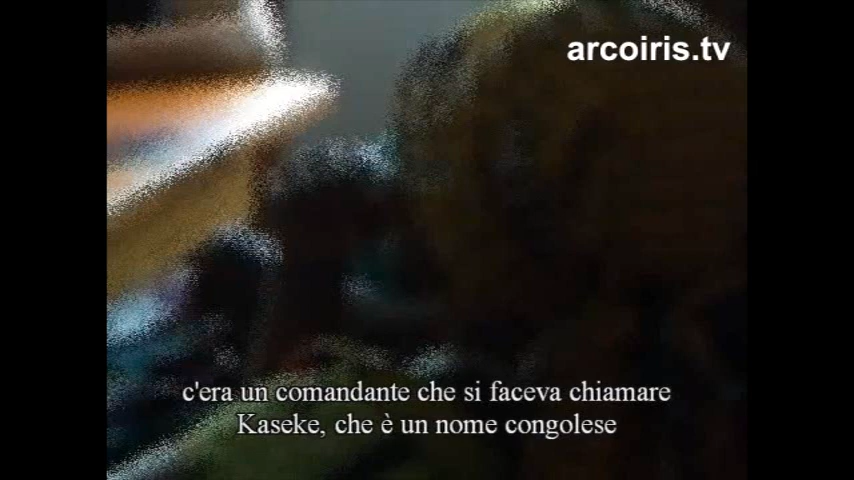 arcoiris.tv
c'era un comandante che si faceva chiamare
Kaseke, che è un nome congolese